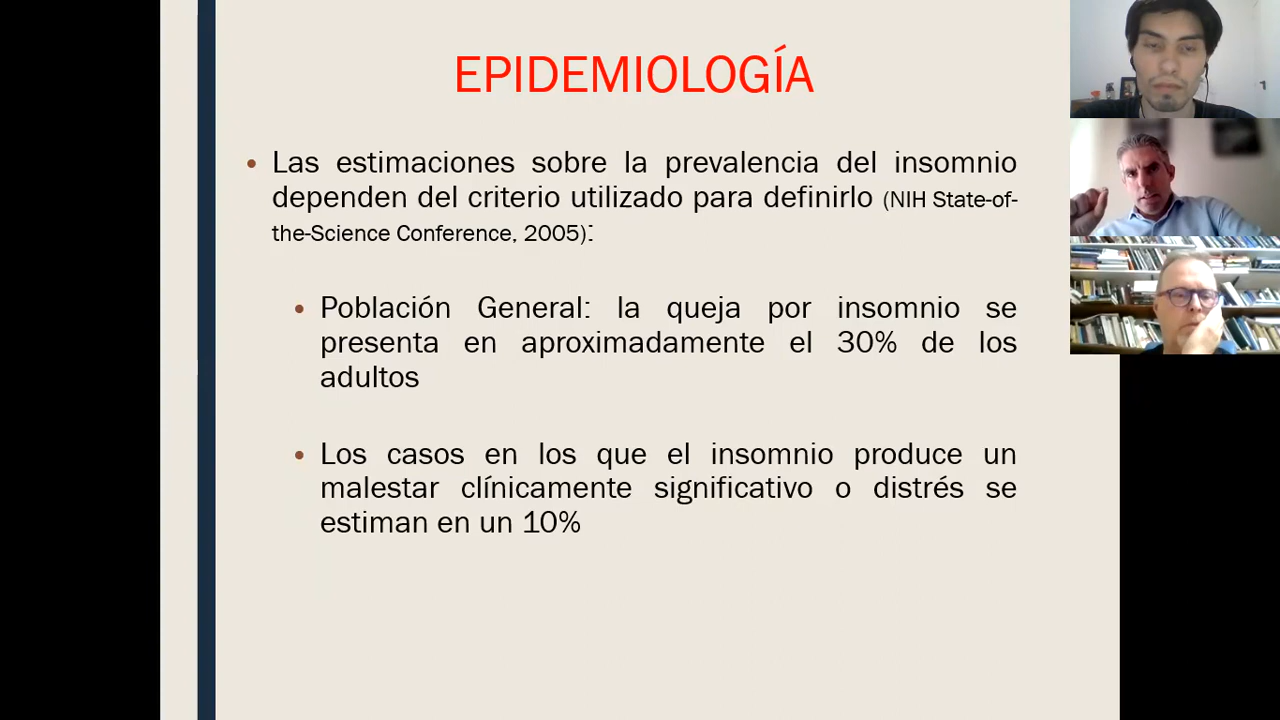 EPIDEMIOLOGÍA
• Las estimaciones sobre la prevalencia del insomnio
dependen del criterio utilizado para definirlo (NIH State-of-
the-Science Conference, 2005):
• Población General: la queja por insomnio se
presenta en aproximadamente el 30% de los
adultos
• Los casos en los que el insomnio produce un
malestar clínicamente significativo o distrés se
estiman en un 10%